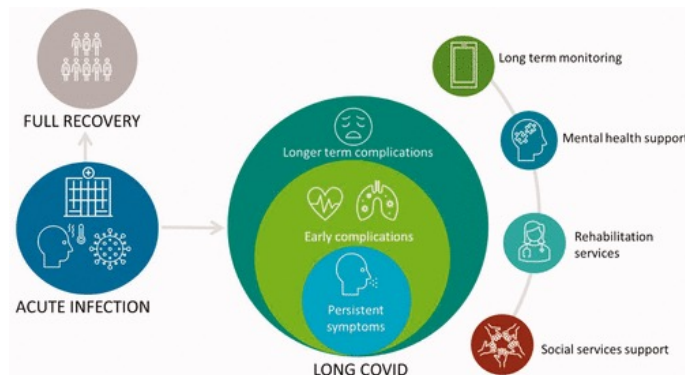 FULL RECOVERY
ACUTE INFECTION
Longer term complications
Early complications
Persistent
symptoms
LONG COVID
Long term monitoring
Mental health support
Rehabilitation
services
Social services support